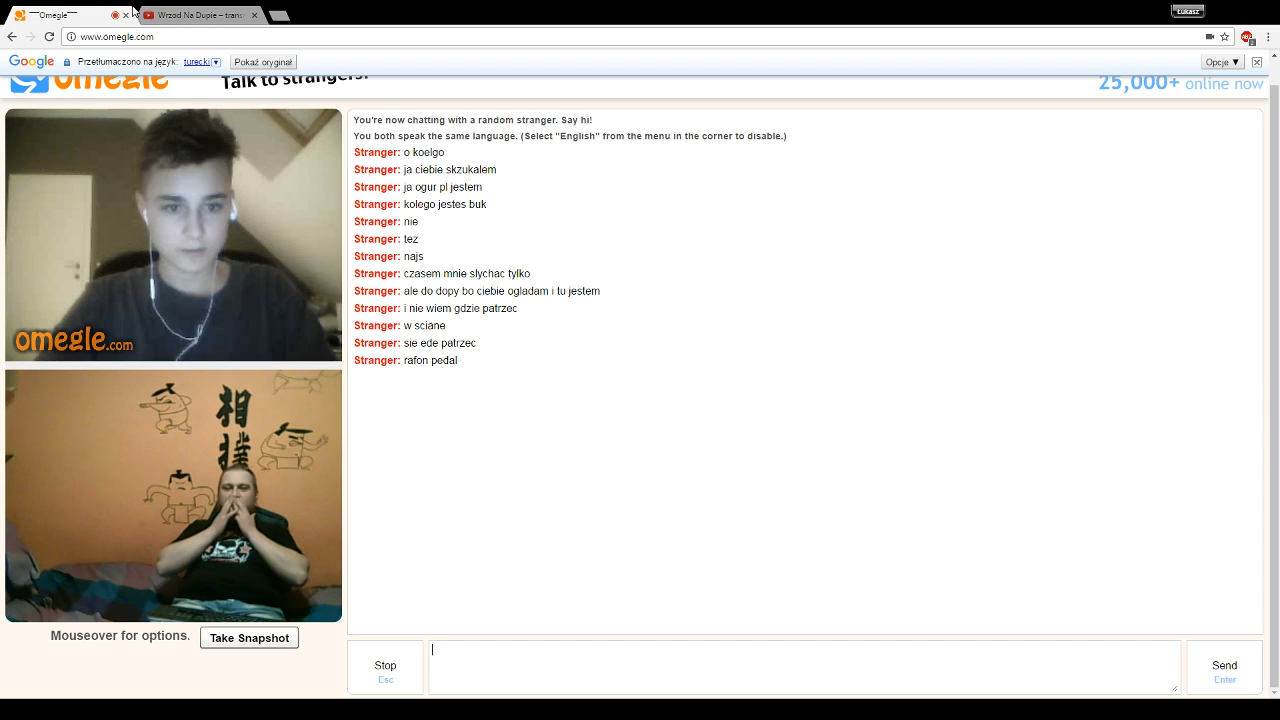 Omegle
Wrzod Na Dupie – trans
Łukasz
www.omegle.com
Google Przetłumaczono na język: turecki Pokaż oryginał Opcje ▼
omegle Talk to strangers! 25,000+ online now
You're now chatting with a random stranger. Say hi!
You both speak the same language. (Select "English" from the menu in the corner to disable.)
Stranger: o koelgo
Stranger: ja ciebie skzukalem
Stranger: ja ogur pl jestem
Stranger: kolego jestes buk
Stranger: nie
Stranger: tez
Stranger: najs
Stranger: czasem mnie slychac tylko
Stranger: ale do dopy bo ciebie ogladam i tu jestem
Stranger: i nie wiem gdzie patrzec
Stranger: w sciane
Stranger: sie ede patrzec
Stranger: rafon pedal
omegle.com
相
撲
Mouseover for options. Take Snapshot
Stop
Esc
Send
Enter